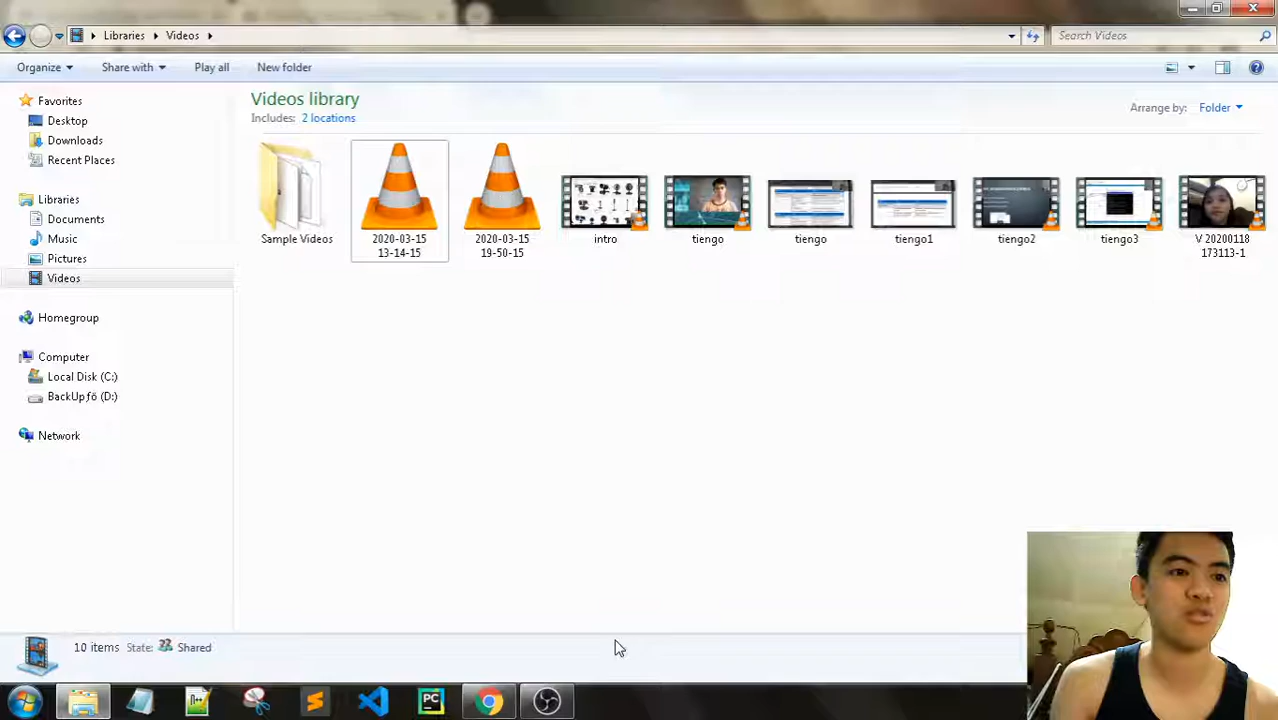 Libraries Videos
Search Videos
Organize Share with Play all New folder
Videos library
Includes: 2 locations
Arrange by: Folder
Favorites
Desktop
Downloads
Recent Places
Libraries
Documents
Music
Pictures
Videos
Homegroup
Computer
Local Disk (C:)
BackUpƒö (D:)
Network
Sample Videos
2020-03-15
13-14-15
2020-03-15
19-50-15
intro
tiengo
tiengo
tiengo1
tiengo2
tiengo3
V 20200118
173113-1
10 items State: Shared
PC